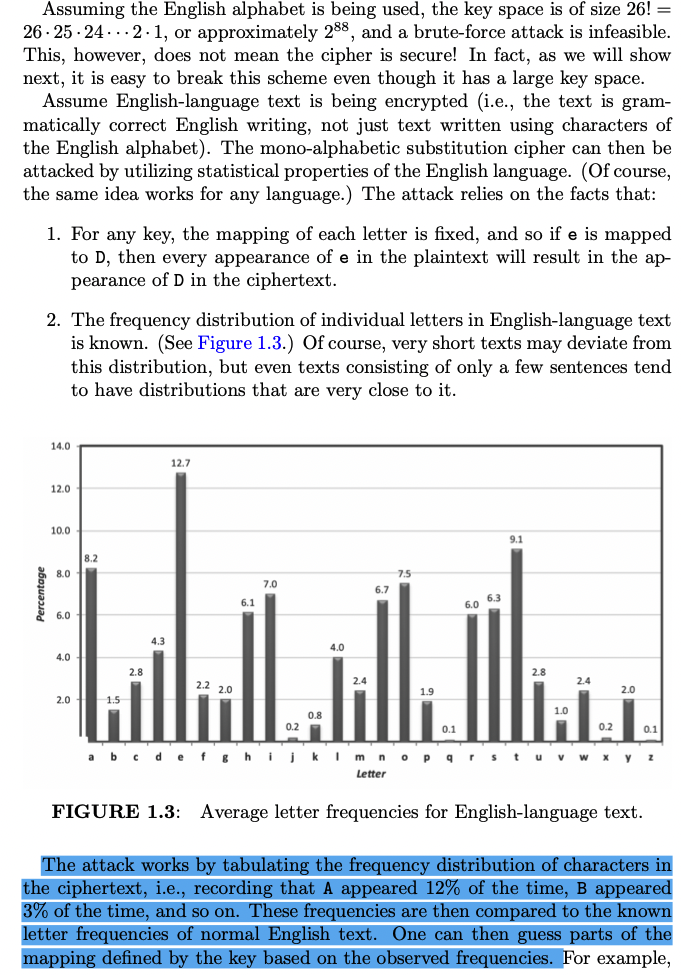 Assuming the English alphabet is being used, the key space is of size 26! =
26 · 25 · 24 · · · 2 · 1, or approximately 2⁸⁸, and a brute-force attack is infeasible.
This, however, does not mean the cipher is secure! In fact, as we will show
next, it is easy to break this scheme even though it has a large key space.
Assume English-language text is being encrypted (i.e., the text is gram-
matically correct English writing, not just text written using characters of
the English alphabet). The mono-alphabetic substitution cipher can then be
attacked by utilizing statistical properties of the English language. (Of course,
the same idea works for any language.) The attack relies on the facts that:
1. For any key, the mapping of each letter is fixed, and so if e is mapped
to D, then every appearance of e in the plaintext will result in the ap-
pearance of D in the ciphertext.
2. The frequency distribution of individual letters in English-language text
is known. (See Figure 1.3.) Of course, very short texts may deviate from
this distribution, but even texts consisting of only a few sentences tend
to have distributions that are very close to it.
14.0
12.0
10.0
8.0
6.0
4.0
2.0
Percentage
8.2 1.5 2.8 4.3 12.7 2.2 2.0 6.1 7.0 0.2 0.8 4.0 2.4 6.7 7.5 1.9 0.1 6.0 6.3 9.1 2.8 1.0 2.4 0.2 2.0 0.1
a b c d e f g h i j k l m n o p q r s t u v w x y z
Letter
FIGURE 1.3: Average letter frequencies for English-language text.
The attack works by tabulating the frequency distribution of characters in
the ciphertext, i.e., recording that A appeared 12% of the time, B appeared
3% of the time, and so on. These frequencies are then compared to the known
letter frequencies of normal English text. One can then guess parts of the
mapping defined by the key based on the observed frequencies. For example,